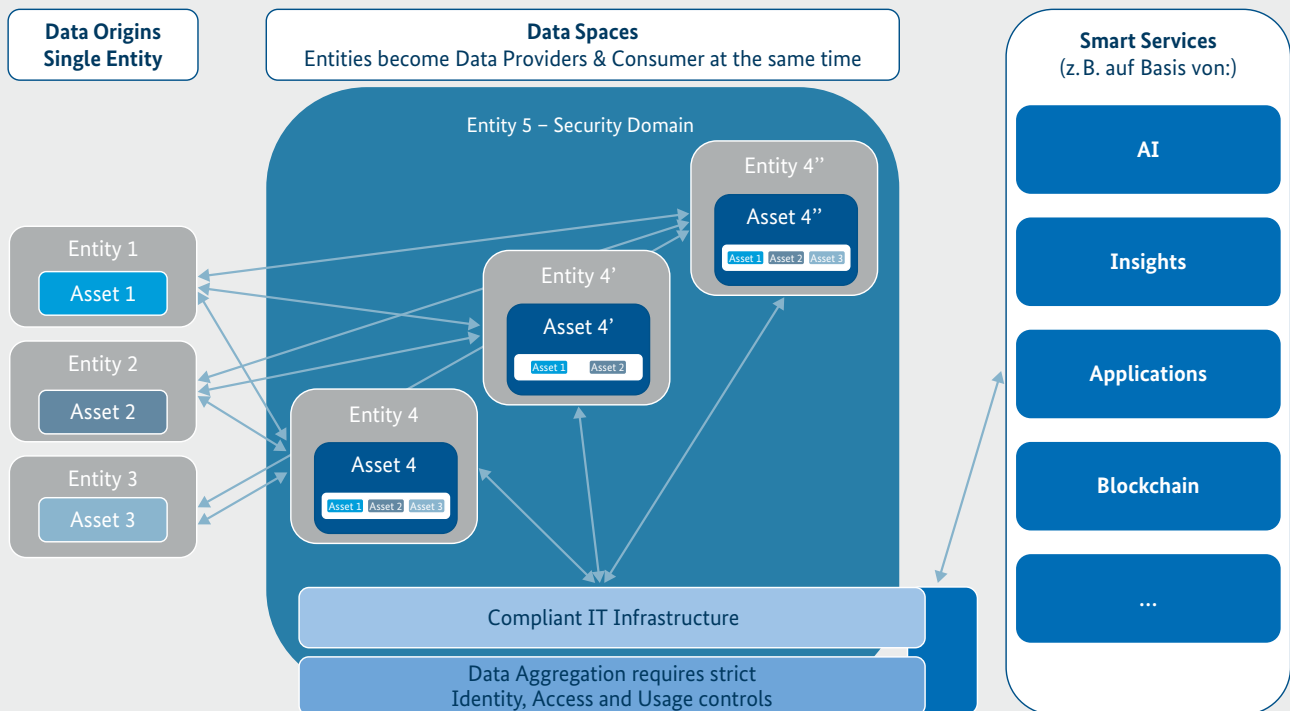 Data Origins
Single Entity
Data Spaces
Entities become Data Providers & Consumer at the same time
Smart Services
(z. B. auf Basis von:)
Entity 5 – Security Domain
Entity 1
Asset 1
Entity 2
Asset 2
Entity 3
Asset 3
Entity 4
Asset 4
Asset 1 Asset 2 Asset 3
Entity 4’
Asset 4’
Asset 1 Asset 2
Entity 4’’
Asset 4’’
Asset 1 Asset 2 Asset 3
Compliant IT Infrastructure
Data Aggregation requires strict
Identity, Access and Usage controls
AI
Insights
Applications
Blockchain
...